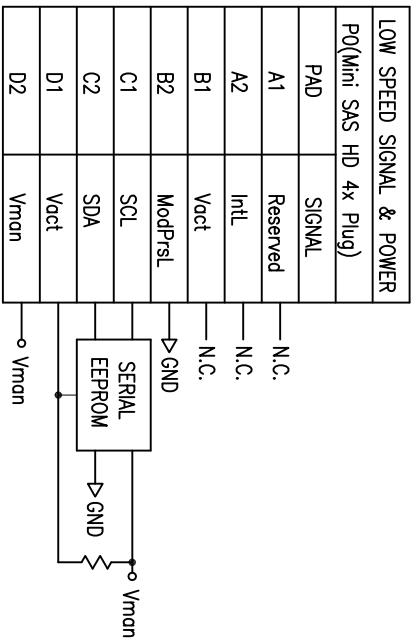 LOW SPEED SIGNAL & POWER
P0(Mini SAS HD 4x Plug)
PAD SIGNAL
A1 Reserved N.C.
A2 IntL N.C.
B1 Vact N.C.
B2 ModPrsL GND
C1 SCL
C2 SDA
D1 Vact
D2 Vman Vman
SERIAL
EEPROM
GND
Vman